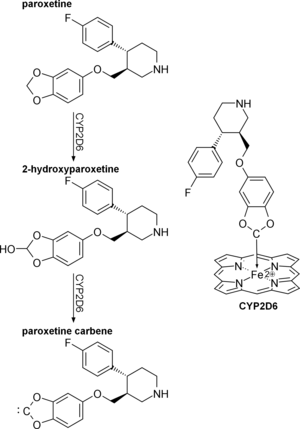 paroxetine
F
O
O
O
NH
CYP2D6
2-hydroxyparoxetine
F
HO
O
O
O
NH
CYP2D6
paroxetine carbene
F
:C
O
O
O
NH
NH
F
O
O
O
C
N
N
Fe2+
N
N
CYP2D6